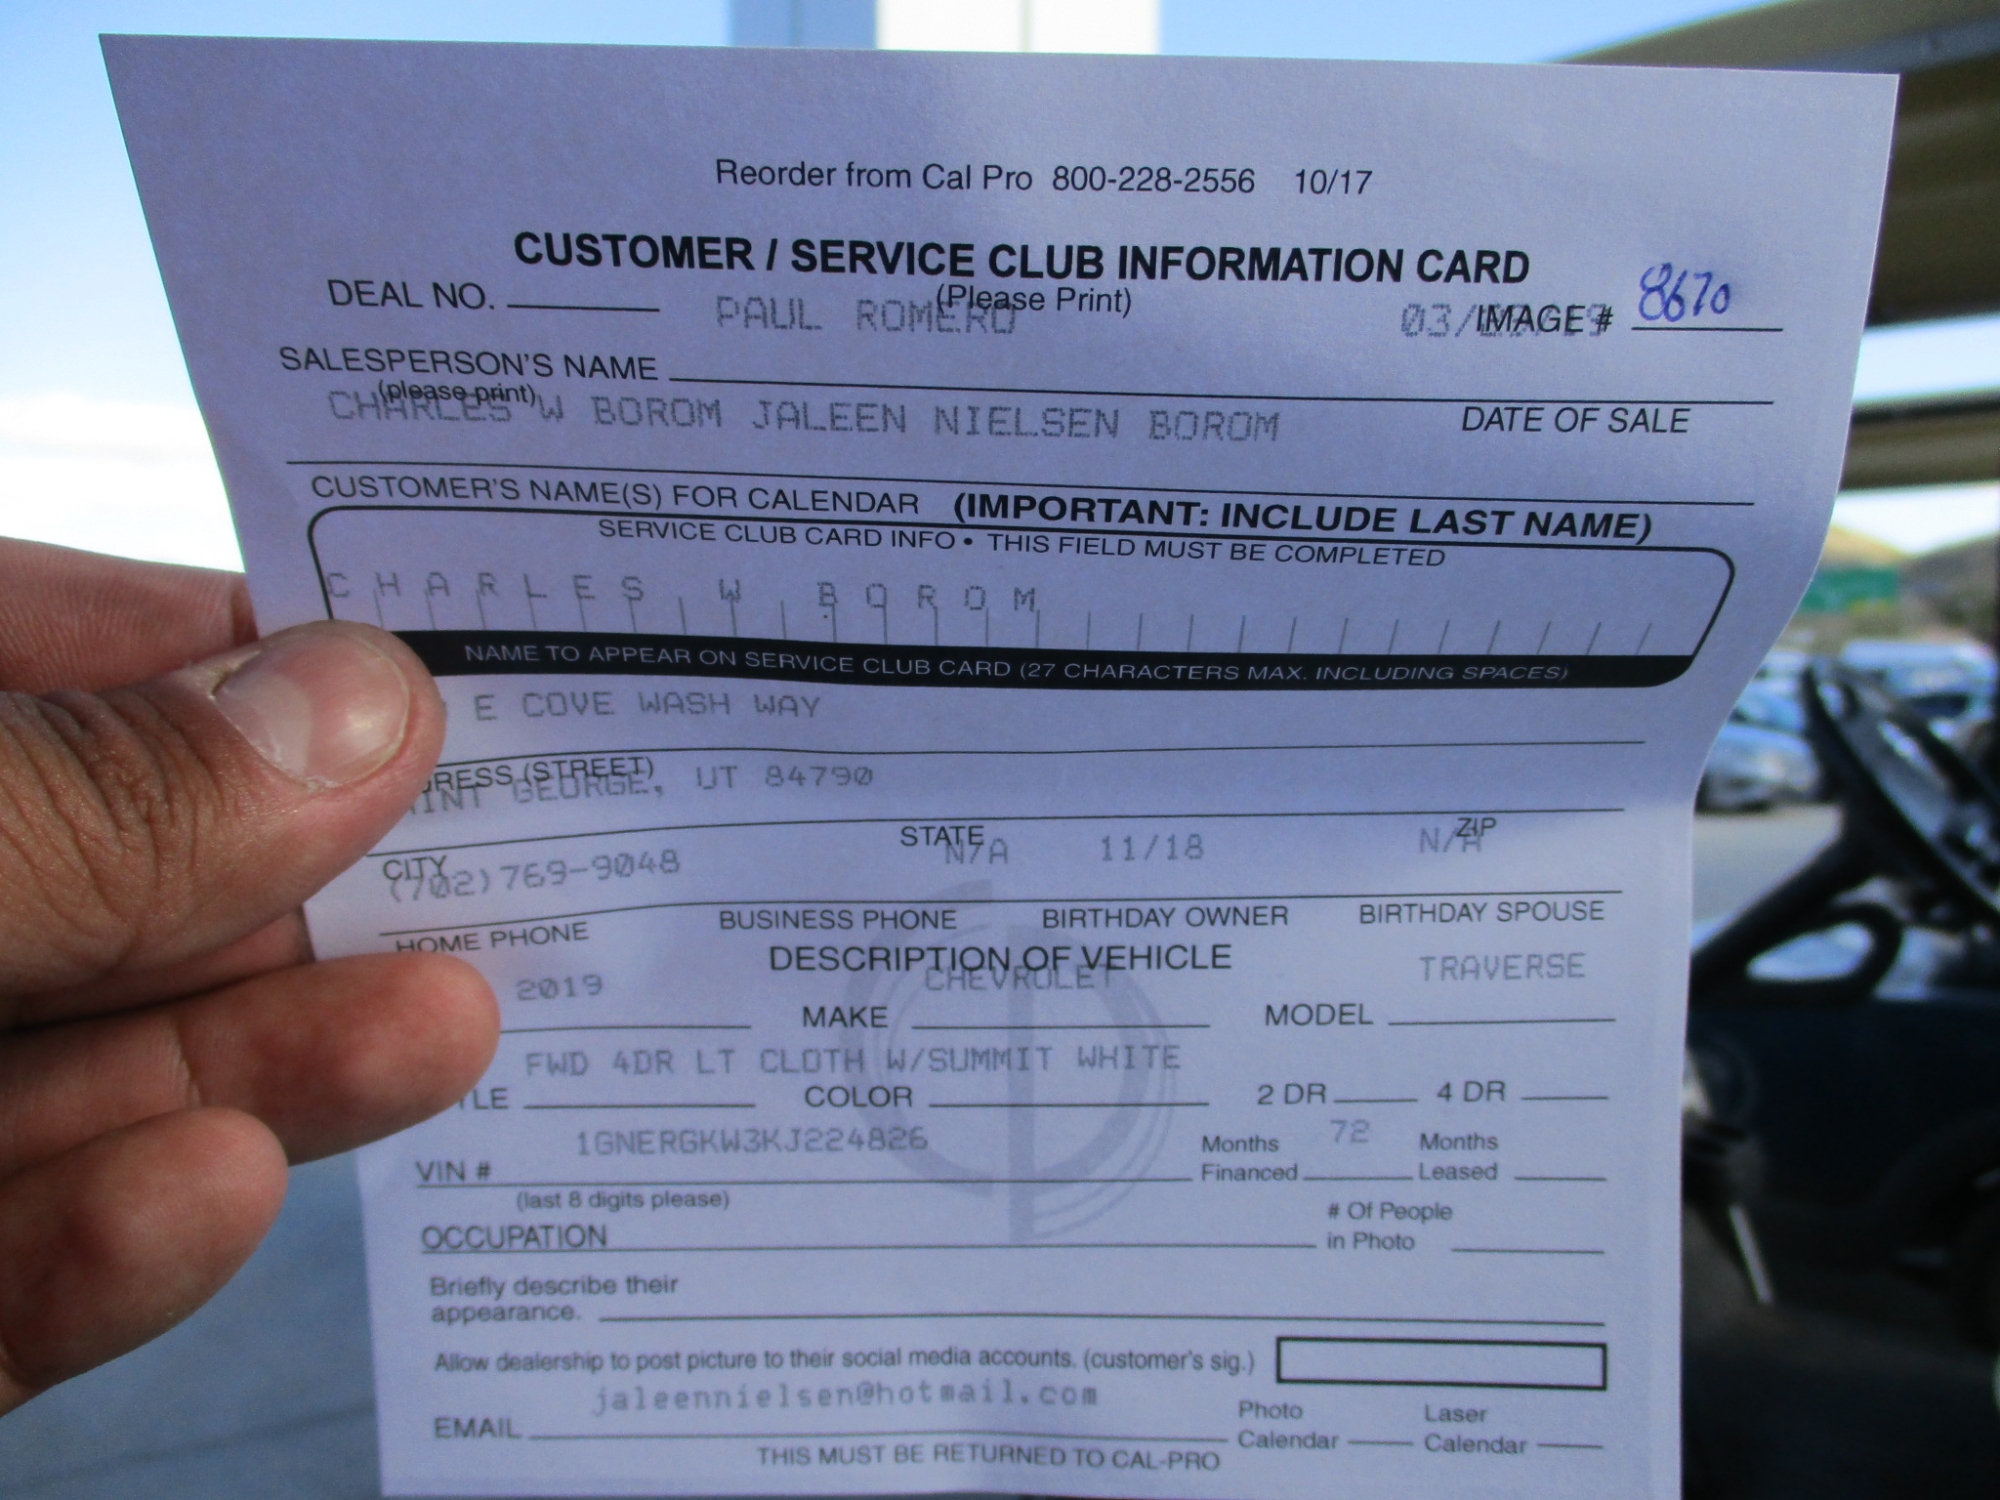 Reorder from Cal Pro 800-228-2556 10/17
CUSTOMER / SERVICE CLUB INFORMATION CARD
(Please Print)
DEAL NO. PAUL ROMERO IMAGE # 8670
SALESPERSON'S NAME
(please print)
CHARLES W BOROM JALEEN NIELSEN BOROM DATE OF SALE
CUSTOMER'S NAME(S) FOR CALENDAR (IMPORTANT: INCLUDE LAST NAME)
SERVICE CLUB CARD INFO • THIS FIELD MUST BE COMPLETED
CHARLES W BOROM
NAME TO APPEAR ON SERVICE CLUB CARD (27 CHARACTERS MAX. INCLUDING SPACES)
E COVE WASH WAY
RESS (STREET)
INT GEORGE, UT 84790
CITY STATE ZIP
(702)769-9048 N/A 11/18 N/A
HOME PHONE BUSINESS PHONE BIRTHDAY OWNER BIRTHDAY SPOUSE
DESCRIPTION OF VEHICLE
2019 CHEVROLET TRAVERSE
MAKE MODEL
FWD 4DR LT CLOTH W/SUMMIT WHITE
LE COLOR 2 DR 4 DR
1GNERGKW3KJ224826 Months 72 Months
VIN # Financed Leased
(last 8 digits please)
# Of People
OCCUPATION in Photo
Briefly describe their
appearance.
Allow dealership to post picture to their social media accounts. (customer's sig.)
jaleennielsen@hotmail.com
Photo Laser
EMAIL Calendar Calendar
THIS MUST BE RETURNED TO CAL-PRO